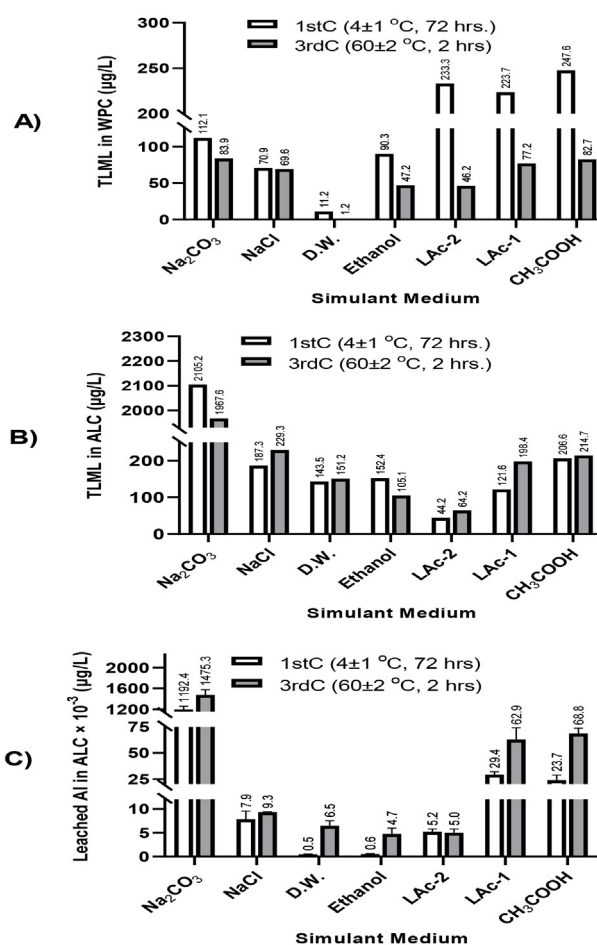 A)
TLML in WPC (µg/L)
300
250
200
100
50
0
1stC (4±1 °C, 72 hrs.)
3rdC (60±2 °C, 2 hrs)
112.1
83.9
70.9
69.6
11.2
1.2
90.3
47.2
233.3
46.2
223.7
77.2
247.6
82.7
Na₂CO₃
NaCl
D.W.
Ethanol
LAc-2
LAc-1
CH₃COOH
Simulant Medium
B)
TLML in ALC (µg/L)
2300
2200
2100
2000
200
100
0
1stC (4±1 °C, 72 hrs.)
3rdC (60±2 °C, 2 hrs.)
2105.2
1967.6
187.3
229.3
143.5
151.2
152.4
105.1
44.2
64.2
121.6
198.4
206.6
214.7
Na₂CO₃
NaCl
D.W.
Ethanol
LAc-2
LAc-1
CH₃COOH
Simulant Medium
C)
Leached Al in ALC × 10⁻³ (µg/L)
2000
1600
1200
75
50
25
10
5
0
1stC (4±1 °C, 72 hrs)
3rdC (60±2 °C, 2 hrs)
1192.4
1475.3
7.9
9.3
0.5
6.5
0.6
4.7
5.2
5.0
29.4
62.9
23.7
68.8
Na₂CO₃
NaCl
D.W.
Ethanol
LAc-2
LAc-1
CH₃COOH
Simulant Medium